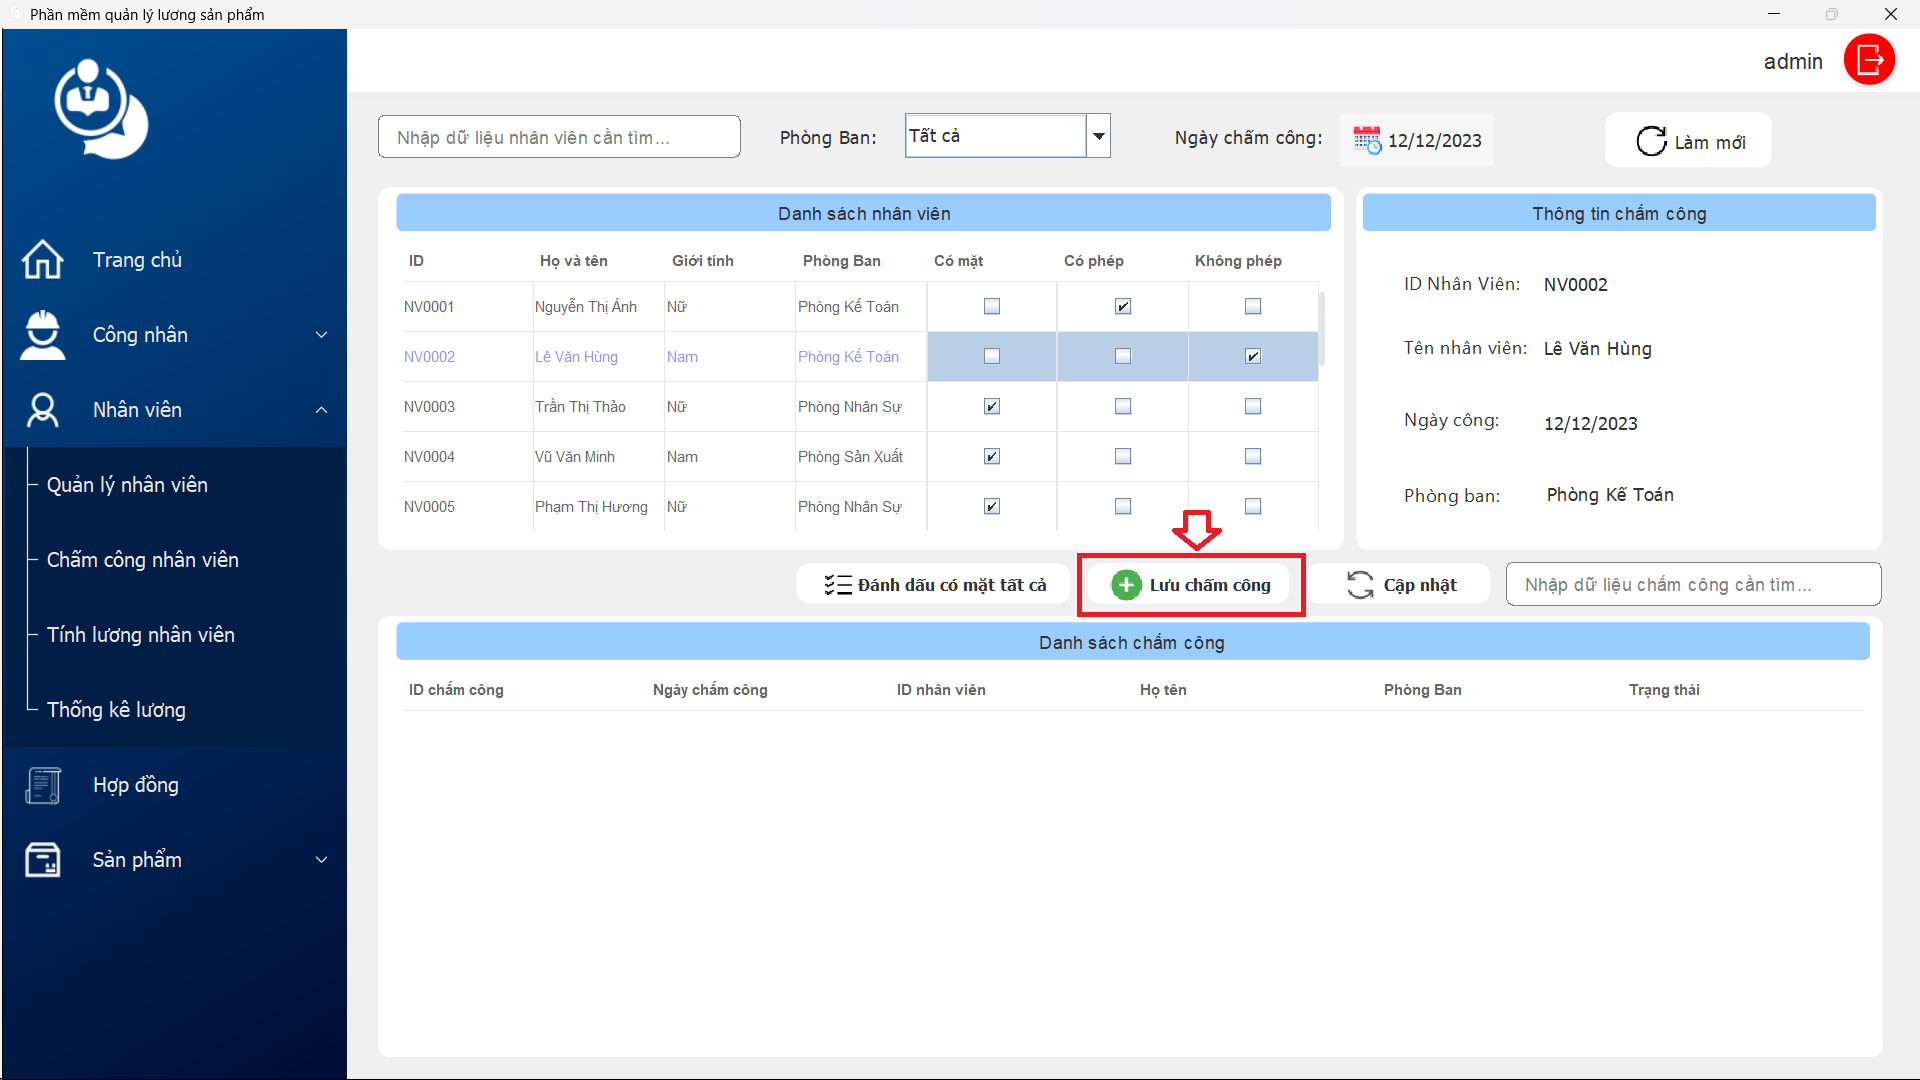 Phần mềm quản lý lương sản phẩm
admin
Nhập dữ liệu nhân viên cần tìm...
Phòng Ban:
Tất cả
Ngày chấm công:
12/12/2023
Làm mới
Trang chủ
Công nhân
Nhân viên
Quản lý nhân viên
Chấm công nhân viên
Tính lương nhân viên
Thống kê lương
Hợp đồng
Sản phẩm
Danh sách nhân viên
ID Họ và tên Giới tính Phòng Ban Có mặt Có phép Không phép
NV0001 Nguyễn Thị Ánh Nữ Phòng Kế Toán
NV0002 Lê Văn Hùng Nam Phòng Kế Toán
NV0003 Trần Thị Thảo Nữ Phòng Nhân Sự
NV0004 Vũ Văn Minh Nam Phòng Sản Xuất
NV0005 Phạm Thị Hương Nữ Phòng Nhân Sự
Thông tin chấm công
ID Nhân Viên: NV0002
Tên nhân viên: Lê Văn Hùng
Ngày công: 12/12/2023
Phòng ban: Phòng Kế Toán
Đánh dấu có mặt tất cả
Lưu chấm công
Cập nhật
Nhập dữ liệu chấm công cần tìm...
Danh sách chấm công
ID chấm công Ngày chấm công ID nhân viên Họ tên Phòng Ban Trạng thái